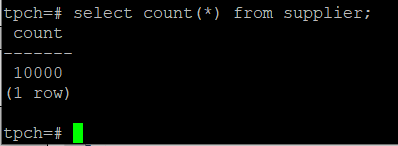 tpch=# select count(*) from supplier;
count
-------
10000
(1 row)
tpch=#